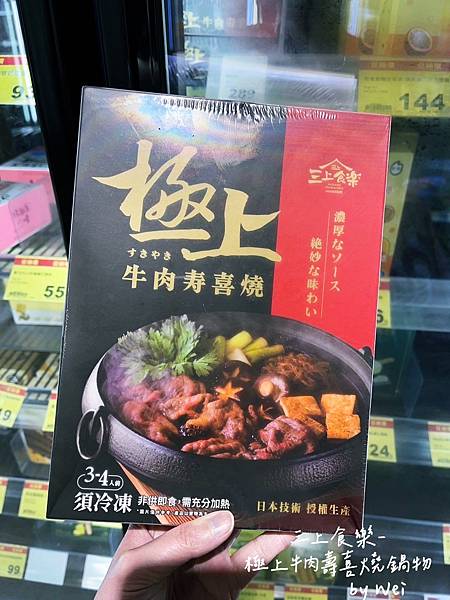 三上食楽
極上
すきやき
牛肉寿喜燒
濃厚なソース
絶妙な味わい
3-4人份
須冷凍 非供即食，需充分加熱
日本技術 授權生產
三上食樂-
極上牛肉壽喜燒鍋物
by Wei
289
144
55
24
99